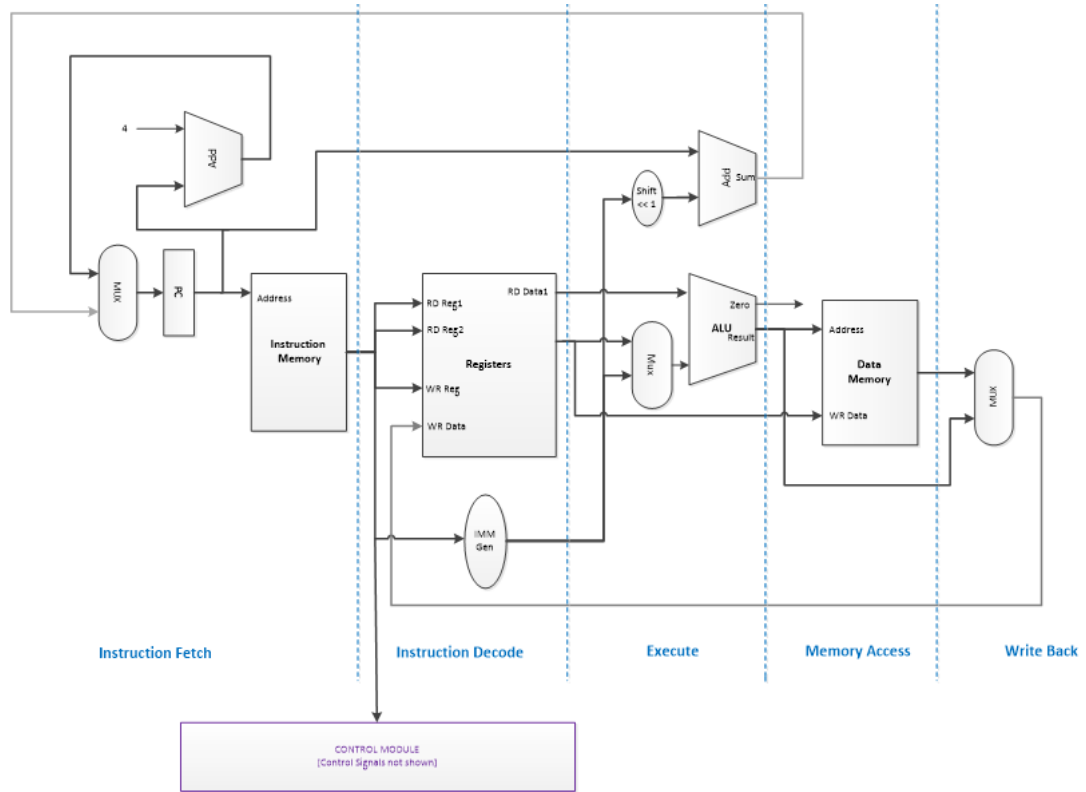 4
Add
MUX
PC
Address
Instruction
Memory
RD Reg1
RD Reg2
WR Reg
WR Data
RD Data1
Registers
IMM
Gen
Shift
<< 1
Add
Sum
Mux
ALU
Zero
Result
Address
Data
Memory
WR Data
MUX
Instruction Fetch
Instruction Decode
Execute
Memory Access
Write Back
CONTROL MODULE
(Control Signals not shown)